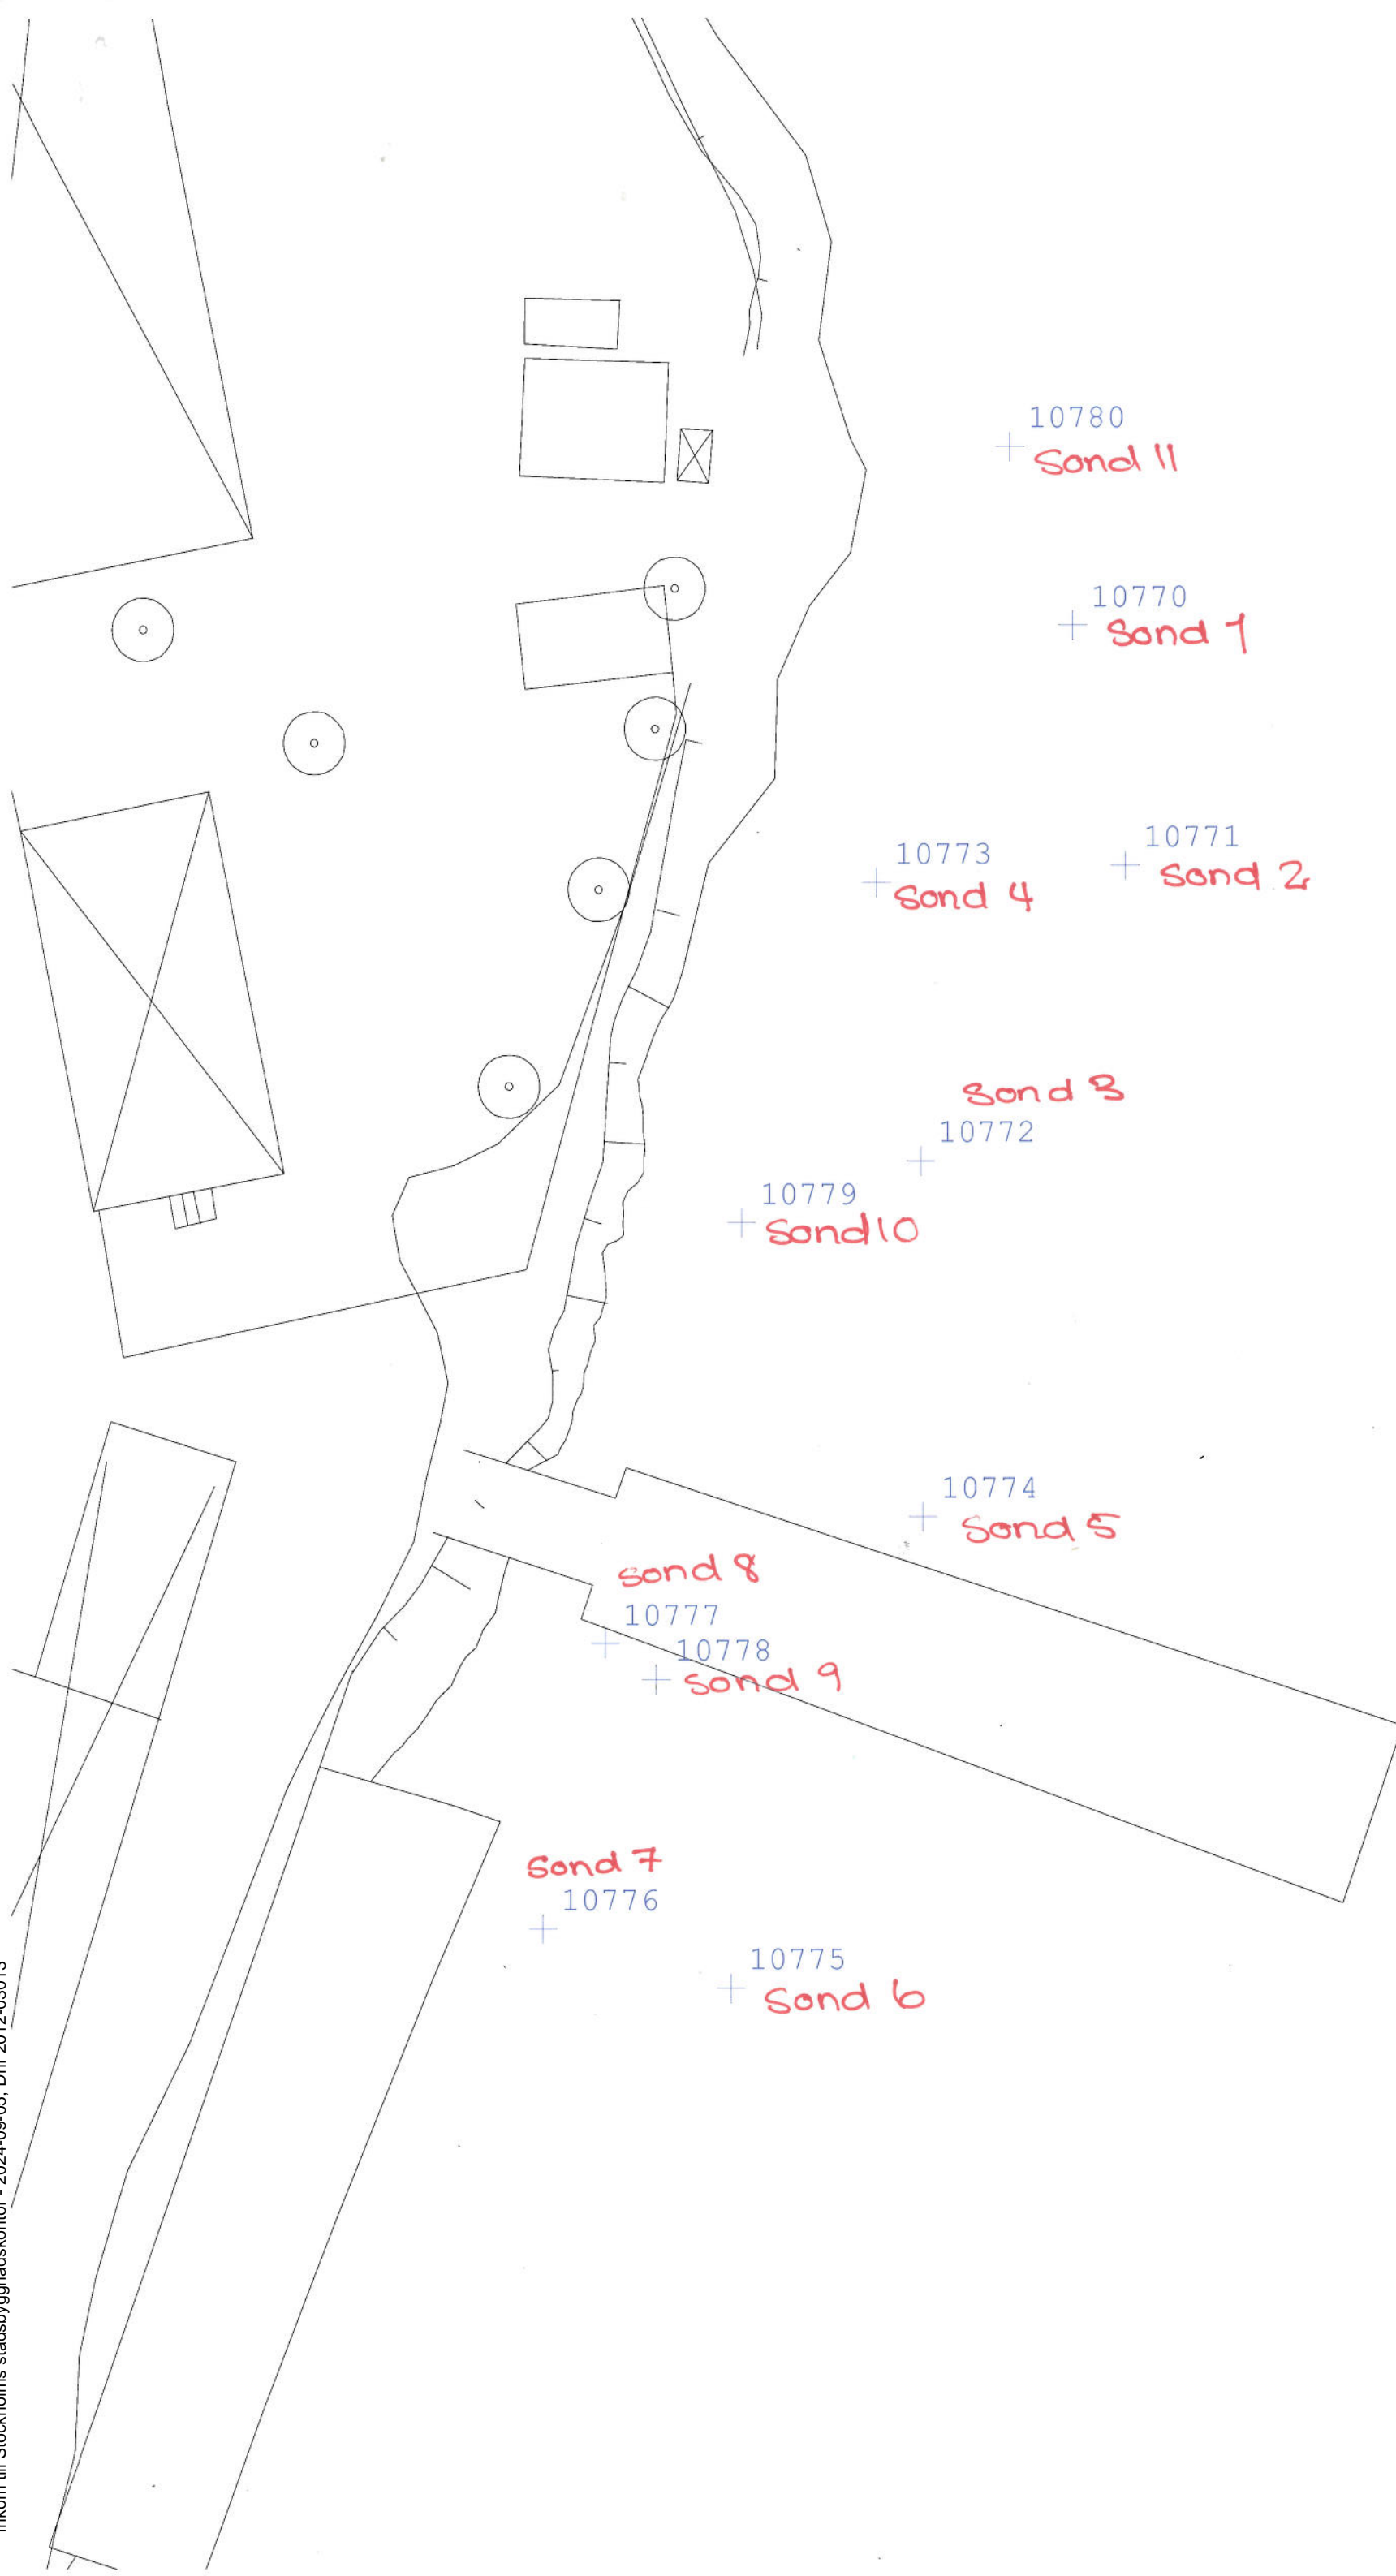 10780
Sond 11
10770
Sond 1
10771
Sond 2
10773
Sond 4
Sond 3
10772
10779
Sond 10
10774
Sond 5
Sond 8
10777
10778
Sond 9
Sond 7
10776
10775
Sond 6
Inkom till Stockholms stadsbyggnadskontor - 2024-09-05, Dnr 2012-03013